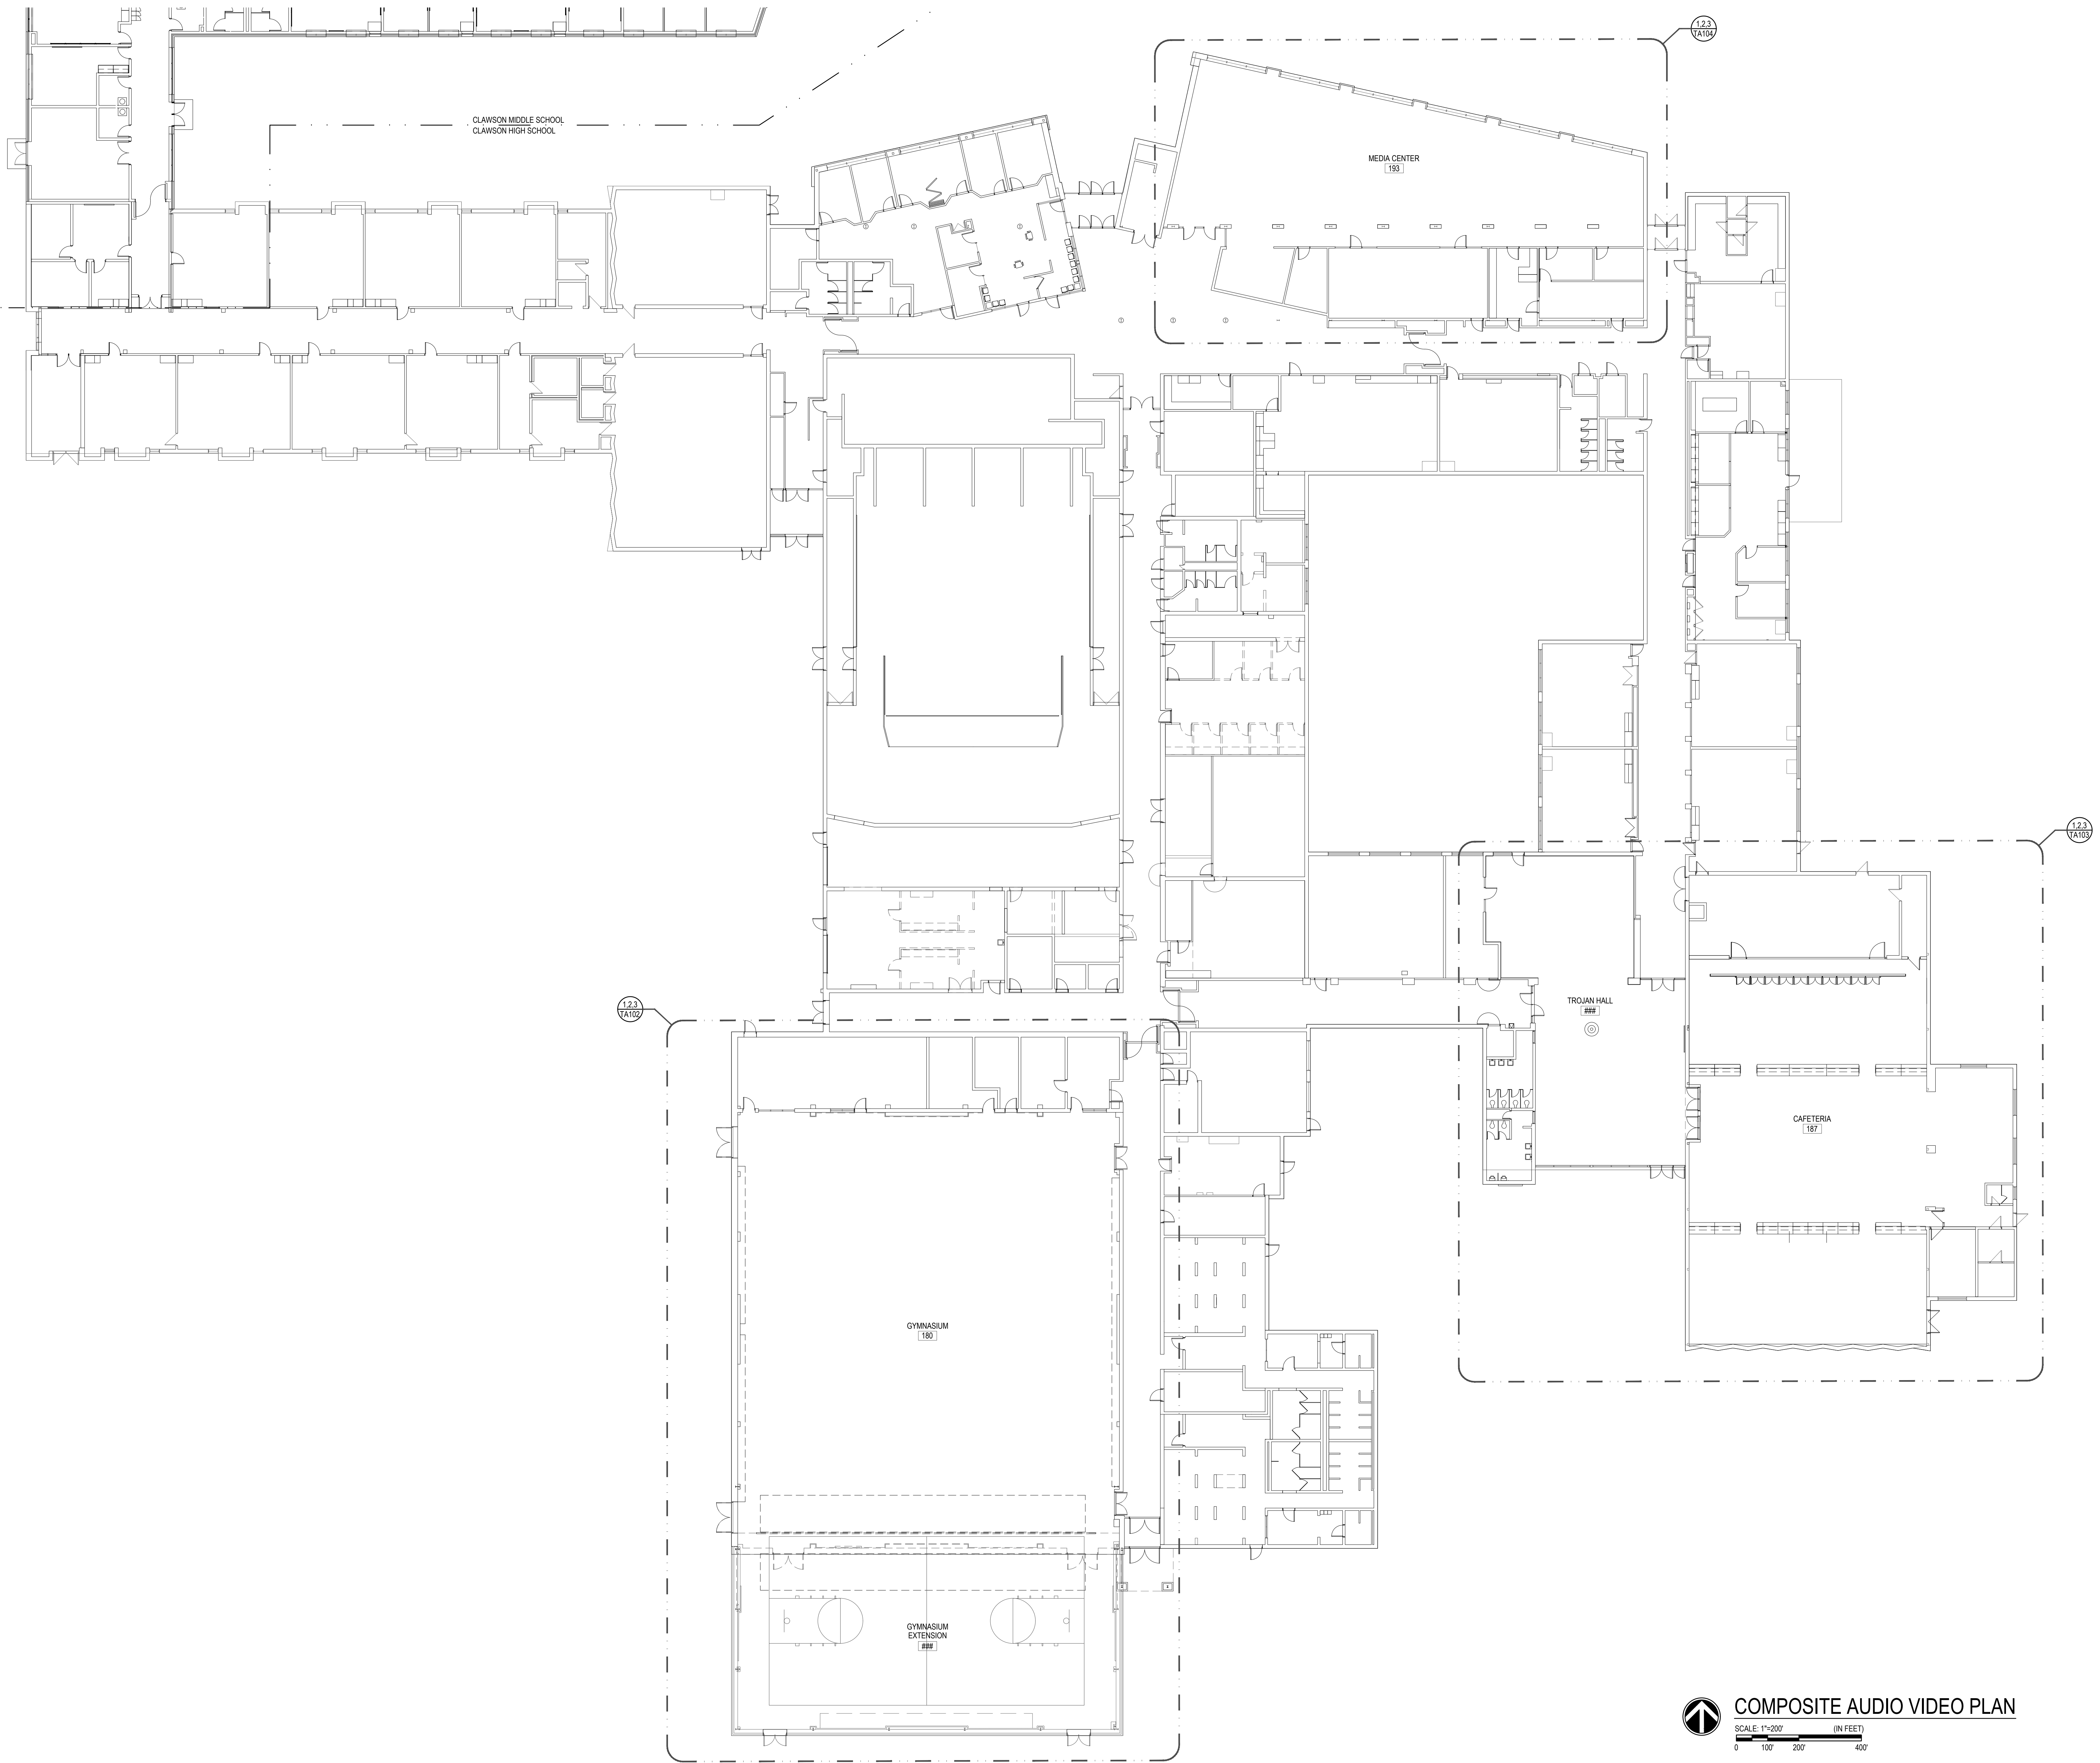 1,2,3
TA104
CLAWSON MIDDLE SCHOOL
CLAWSON HIGH SCHOOL
MEDIA CENTER
193
1,2,3
TA103
1,2,3
TA102
TROJAN HALL
###
CAFETERIA
187
GYMNASIUM
180
GYMNASIUM
EXTENSION
###
COMPOSITE AUDIO VIDEO PLAN
SCALE: 1"=200' (IN FEET)
0 100' 200' 400'